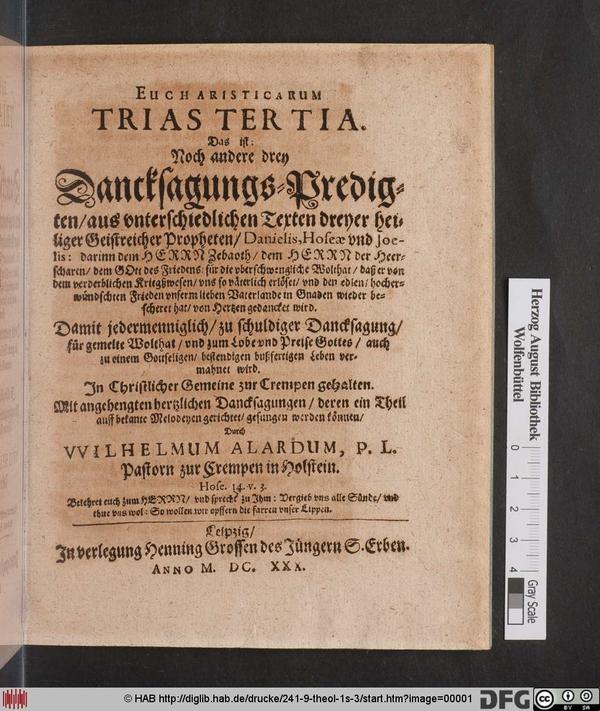 EUCHARISTICARUM
TRIAS TERTIA.
Das ist:
Noch andere drey
Dancksagungs-Predig-
ten/aus vnterschiedlichen Texten dreyer hei-
liger Geistreicher Propheten/ Danielis, Hoseæ vnd Joe-
lis: darinn dem HERRN Zebaoth/ dem HERRN der Heer-
scharen/ dem GOtt des Friedens: für die vberschwengliche Wolthat/ daß er von
dem verderblichen Kriegßwesen/ vns so väterlich erlöset/ vnd den edlen/ hocher-
wündschten Frieden vnserm lieben Vaterlande in Gnaden wieder be-
scheret hat/ von Hertzen gedancket wird.
Damit jedermenniglich/ zu schuldiger Dancksagung/
für gemelte Wolthat/ vnd zum Lobe vnd Preise Gottes/ auch
zu einem Gottseligen/ bestendigen bußfertigen Leben ver-
mahnet wird.
In Christlicher Gemeine zur Crempen gehalten.
Mit angehengten hertzlichen Dancksagungen/ deren ein Theil
auff bekante Melodeyen gerichtet/ gesungen werden können/
Durch
VVILHELMUM ALARDUM, P. L.
Pastorn zur Crempen in Holstein.
Hose. 14. v. 3.
Bekehret euch zum HERRN/ vnd sprecht zu Ihm: Vergieb vns alle Sünde/ vnd
thue vns wol: So wollen wir opffern die farren vnser Lippen.
Leipzig/
In verlegung Henning Grossen des Jüngern S. Erben.
ANNO M. DC. XXX.
Herzog August Bibliothek
Wolfenbüttel
0
1
2
3
4
Gray Scale
© HAB http://diglib.hab.de/drucke/241-9-theol-1s-3/start.htm?image=00001
DFG
cc
BY SA